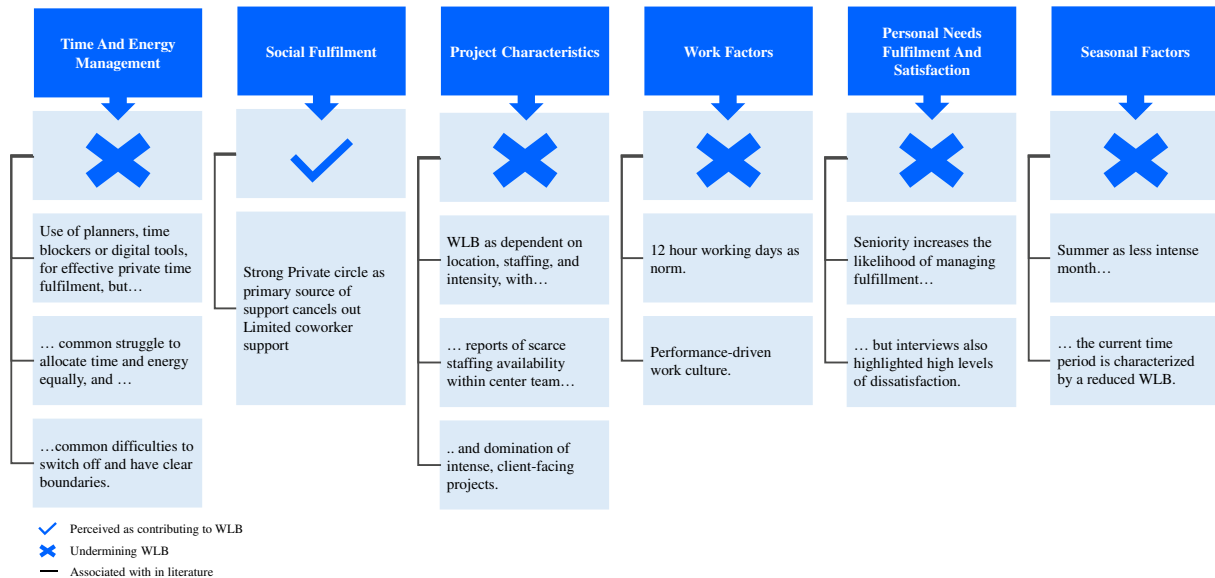 Time And Energy
Management
Social Fulfilment
Project Characteristics
Work Factors
Personal Needs
Fulfilment And
Satisfaction
Seasonal Factors
Use of planners, time
blockers or digital tools,
for effective private time
fulfilment, but…
… common struggle to
allocate time and energy
equally, and …
…common difficulties to
switch off and have clear
boundaries.
Strong Private circle as
primary source of
support cancels out
Limited coworker
support
WLB as dependent on
location, staffing, and
intensity, with…
… reports of scarce
staffing availability
within center team…
.. and domination of
intense, client-facing
projects.
12 hour working days as
norm.
Performance-driven
work culture.
Seniority increases the
likelihood of managing
fulfillment…
… but interviews also
highlighted high levels
of dissatisfaction.
Summer as less intense
month…
… the current time
period is characterized
by a reduced WLB.
Perceived as contributing to WLB
Undermining WLB
Associated with in literature